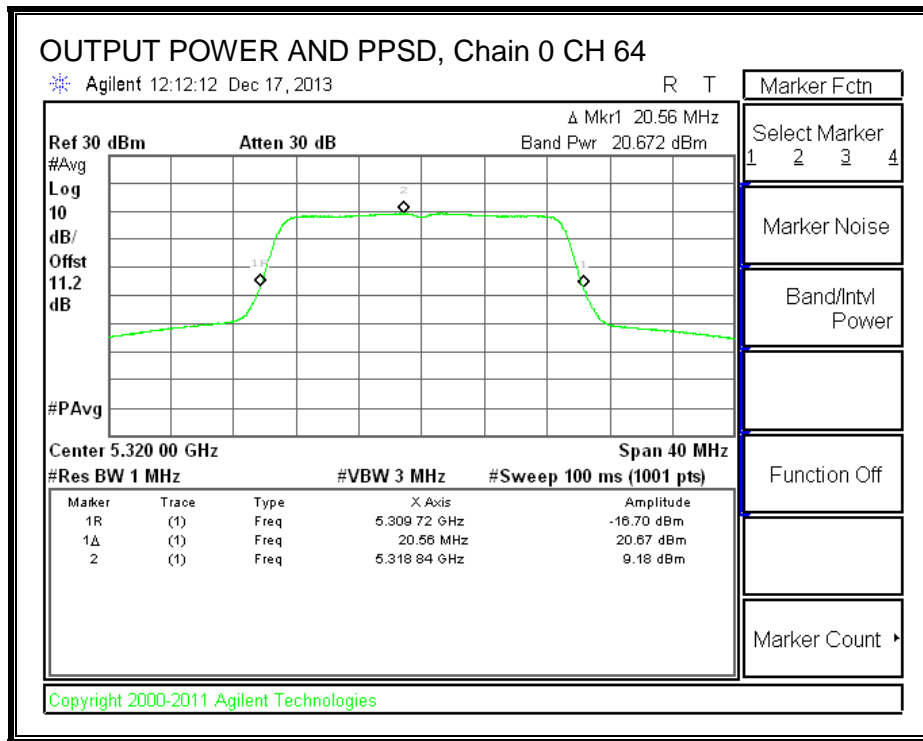 OUTPUT POWER AND PPSD, Chain 0 CH 64
Agilent 12:12:12 Dec 17, 2013 R T
Δ Mkr1 20.56 MHz
Ref 30 dBm Atten 30 dB Band Pwr 20.672 dBm
#Avg
Log
10
dB/
Offst
11.2
dB
2
1R
1
#PAvg
Center 5.320 00 GHz Span 40 MHz
#Res BW 1 MHz #VBW 3 MHz #Sweep 100 ms (1001 pts)
Marker Trace Type X Axis Amplitude
1R (1) Freq 5.309 72 GHz -16.70 dBm
1Δ (1) Freq 20.56 MHz 20.67 dBm
2 (1) Freq 5.318 84 GHz 9.18 dBm
Copyright 2000-2011 Agilent Technologies
Marker Fctn
Select Marker
1 2 3 4
Marker Noise
Band/Intvl
Power
Function Off
Marker Count